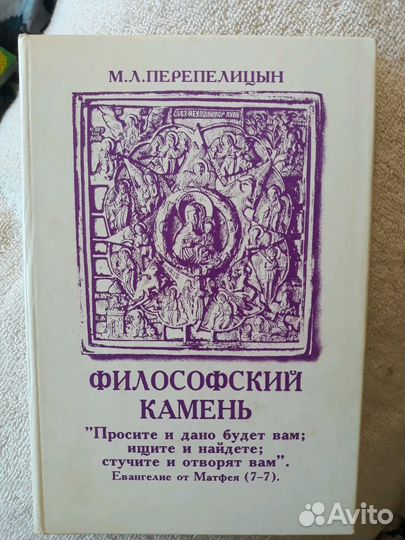 М.Л.ПЕРЕПЕЛИЦЫН
ФИЛОСОФСКИЙ
КАМЕНЬ
"Просите и дано будет вам;
ищите и найдете;
стучите и отворят вам".
Евангелие от Матфея (7-7).
Avito